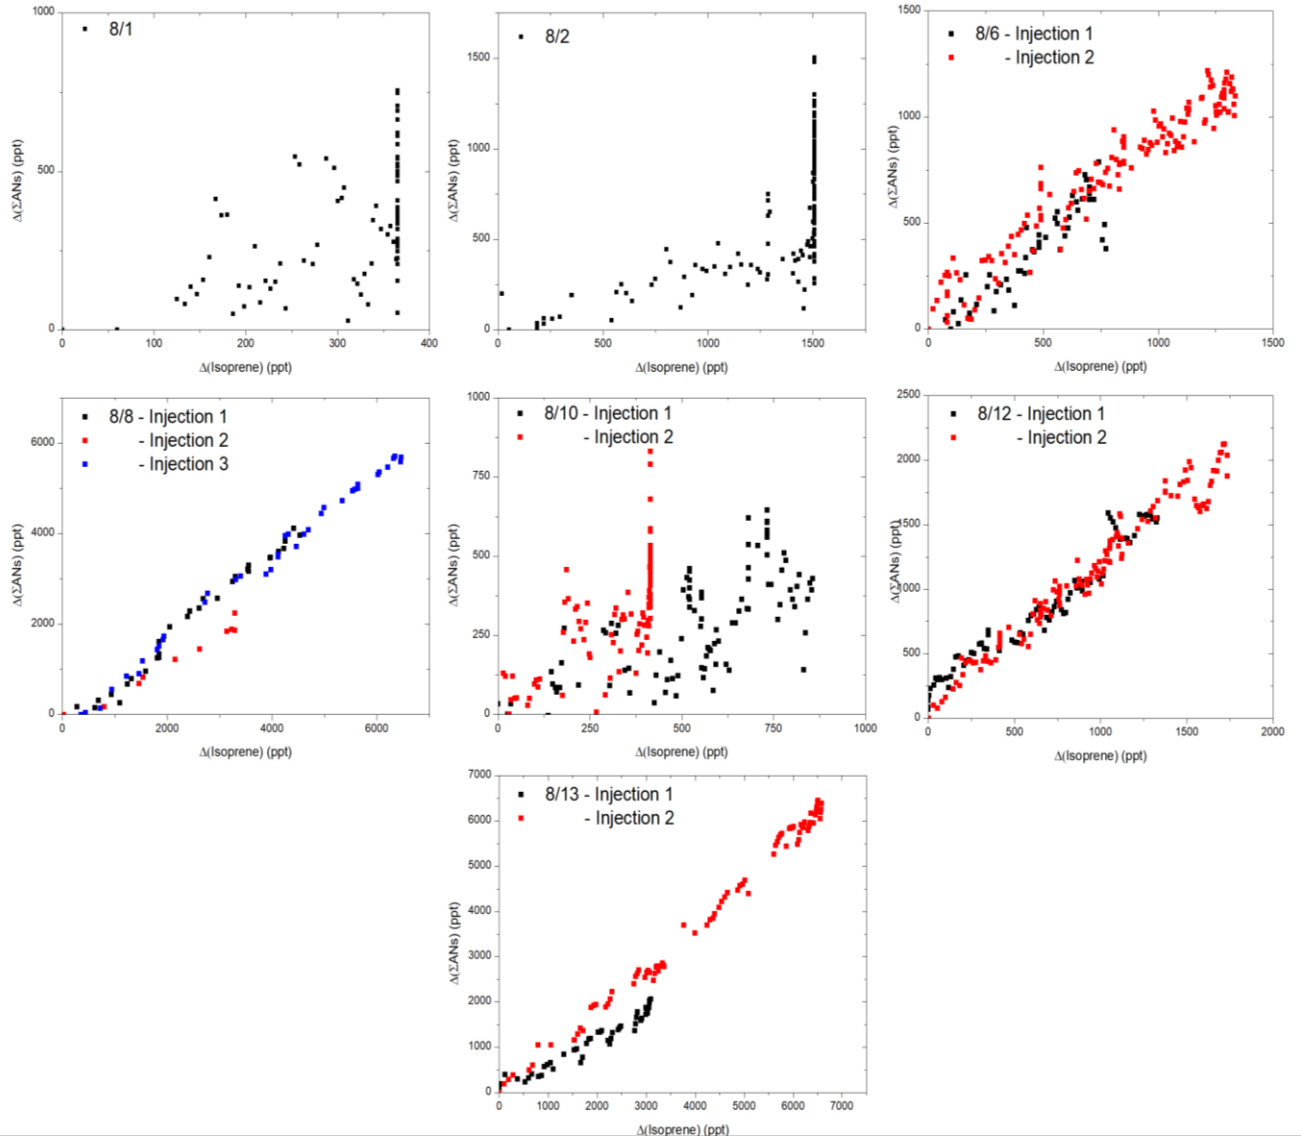 8/1
1000
500
0
0
100
200
300
400
Δ(ΣANs) (ppt)
Δ(Isoprene) (ppt)
8/2
1500
1000
500
0
0
500
1000
1500
Δ(ΣANs) (ppt)
Δ(Isoprene) (ppt)
8/6 - Injection 1
- Injection 2
1500
1000
500
0
0
500
1000
1500
Δ(ΣANs) (ppt)
Δ(Isoprene) (ppt)
8/8 - Injection 1
- Injection 2
- Injection 3
6000
4000
2000
0
0
2000
4000
6000
Δ(ΣANs) (ppt)
Δ(Isoprene) (ppt)
8/10 - Injection 1
- Injection 2
1000
750
500
250
0
0
250
500
750
1000
Δ(ΣANs) (ppt)
Δ(Isoprene) (ppt)
8/12 - Injection 1
- Injection 2
2500
2000
1500
1000
500
0
0
500
1000
1500
2000
Δ(ΣANs) (ppt)
Δ(Isoprene) (ppt)
8/13 - Injection 1
- Injection 2
7000
6000
5000
4000
3000
2000
1000
0
0
1000
2000
3000
4000
5000
6000
7000
Δ(ΣANs) (ppt)
Δ(Isoprene) (ppt)